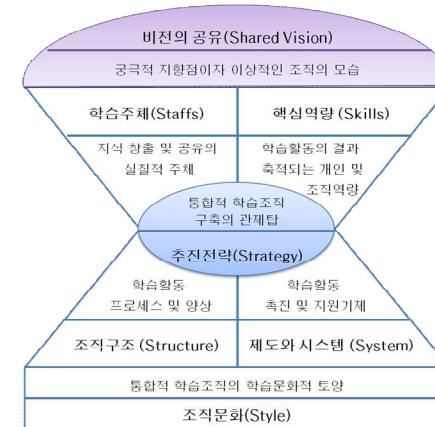 비전의 공유(Shared Vision)
궁극적 지향점이자 이상적인 조직의 모습
학습주체(Staffs)
핵심역량 (Skills)
지식 창출 및 공유의
실질적 주체
학습활동의 결과
축적되는 개인 및
조직역량
통합적 학습조직
구축의 관제탑
추진전략(Strategy)
학습활동
프로세스 및 양상
학습활동
촉진 및 지원기제
조직구조 (Structure)
제도와 시스템 (System)
통합적 학습조직의 학습문화적 토양
조직문화(Style)